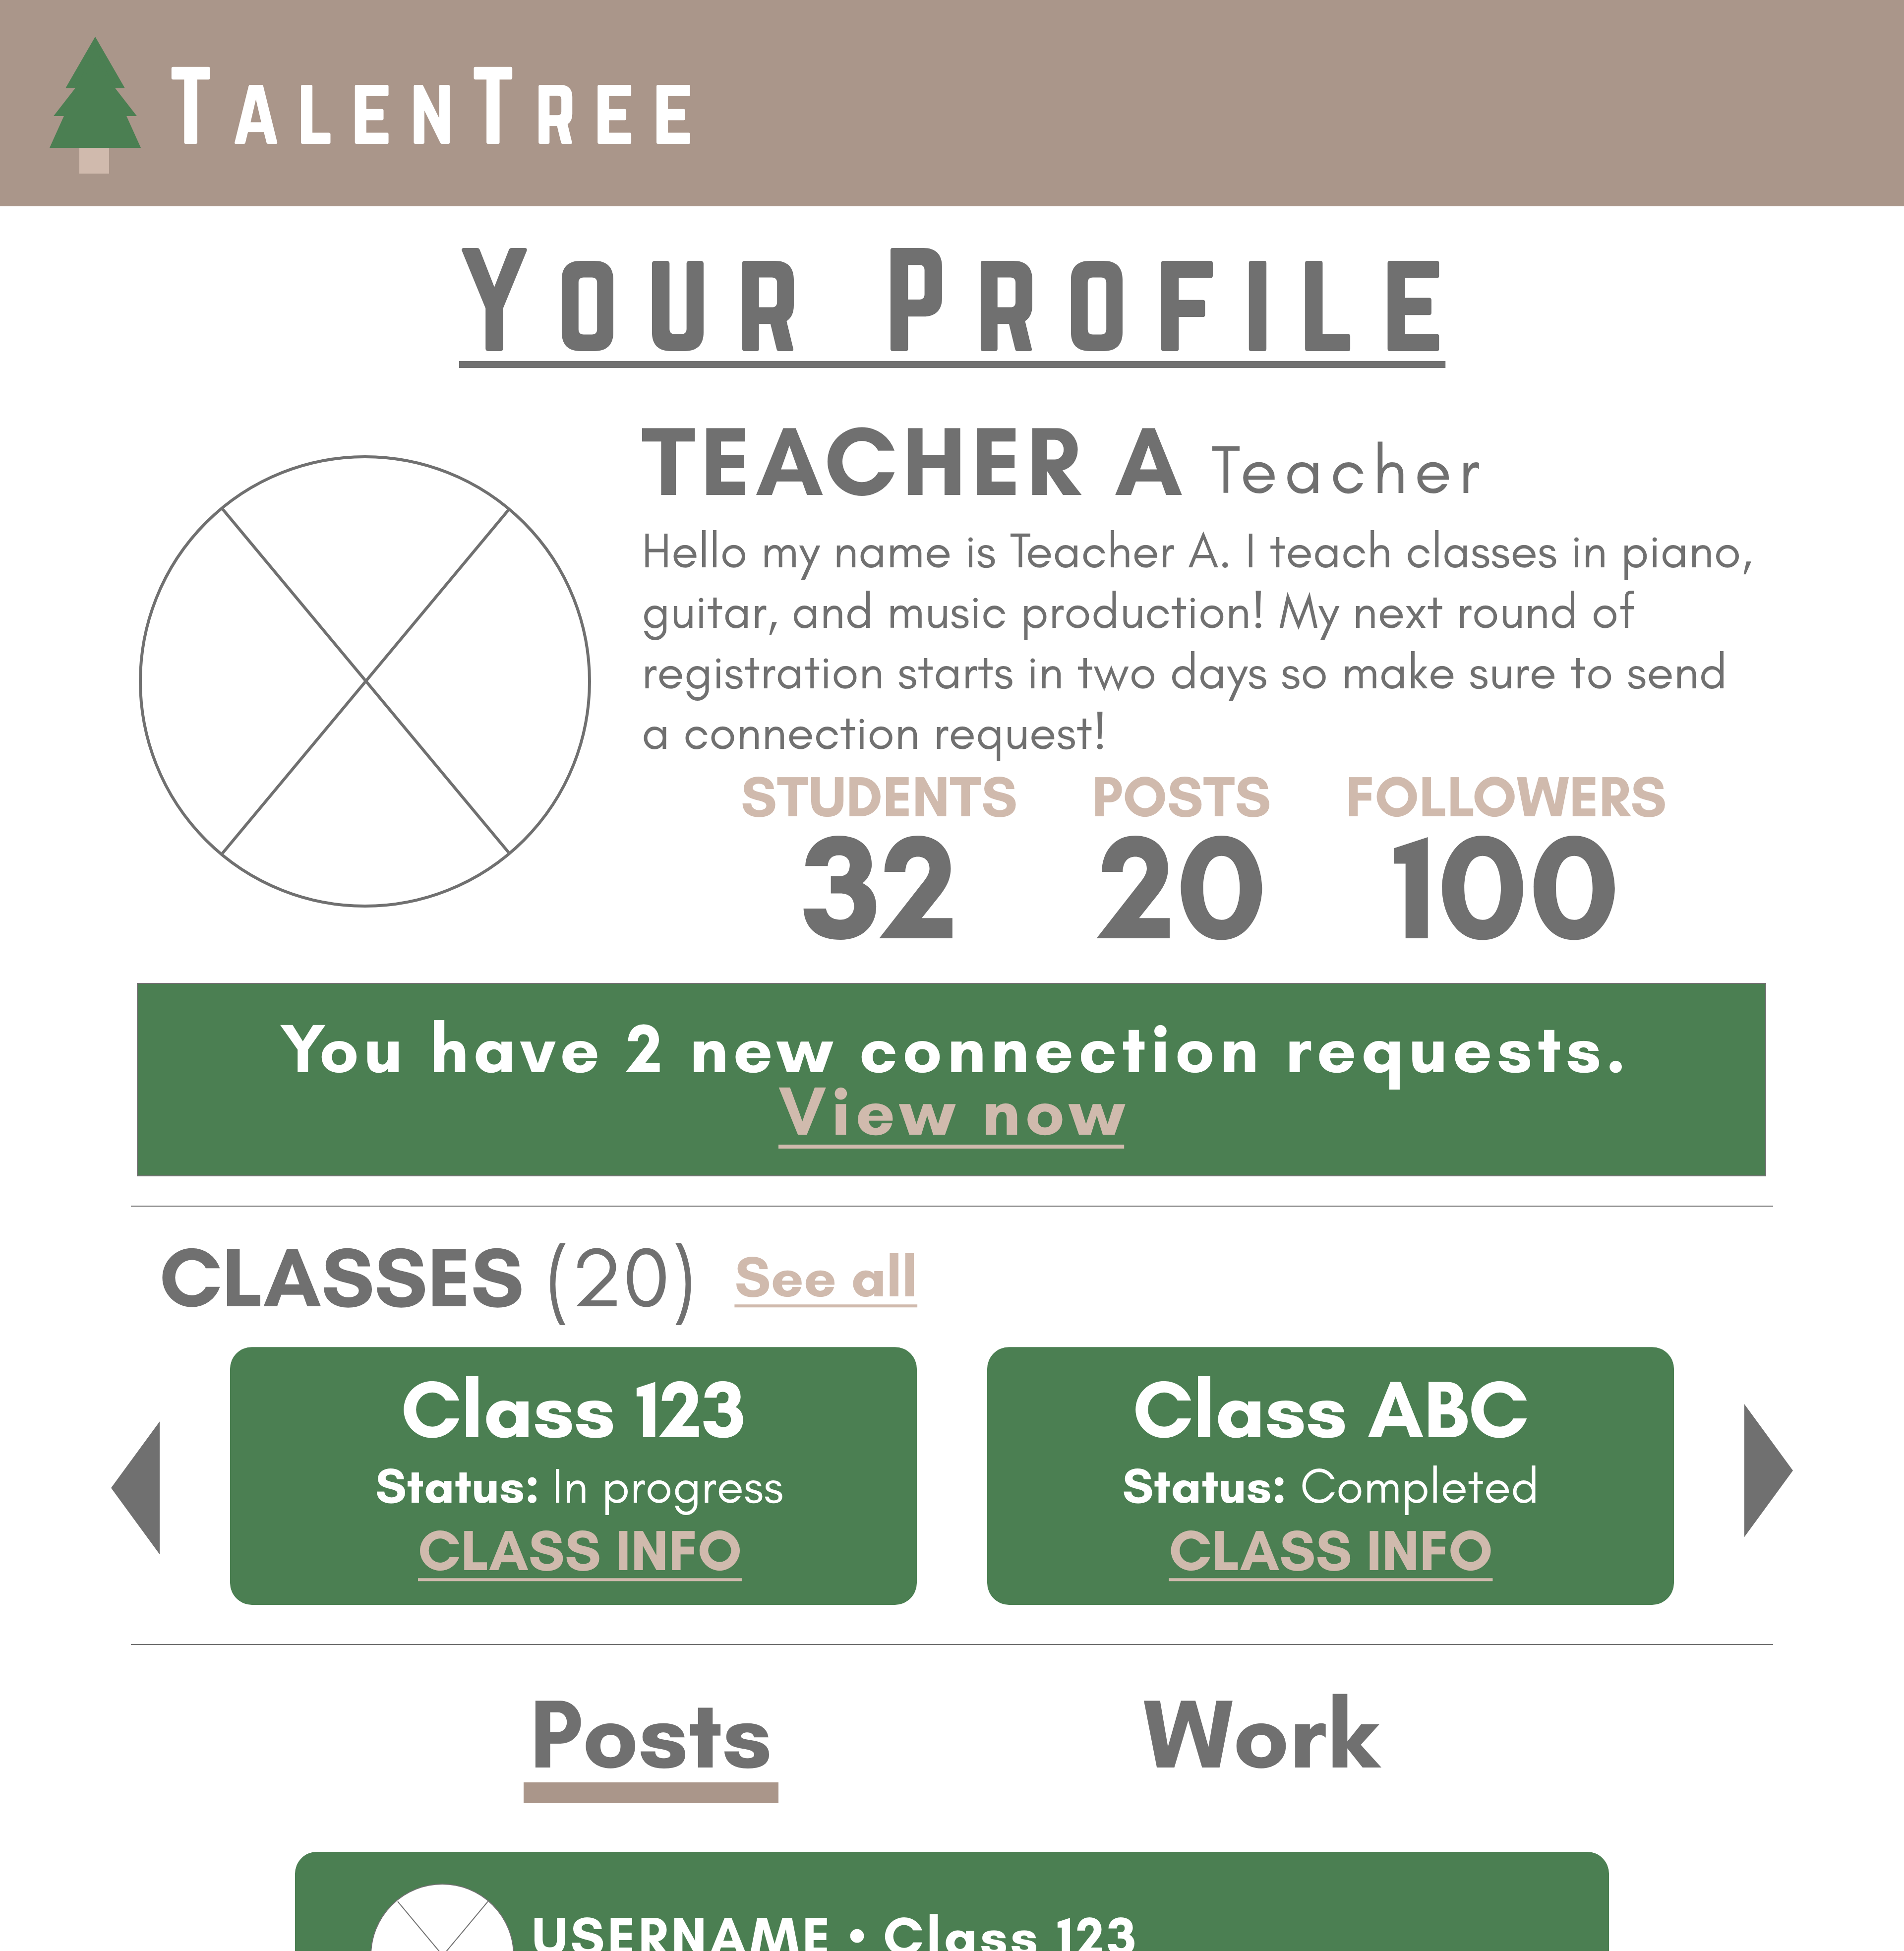 TALENTREE
YOUR PROFILE
TEACHER A Teacher
Hello my name is Teacher A. I teach classes in piano,
guitar, and music production! My next round of
registration starts in two days so make sure to send
a connection request!
STUDENTS POSTS FOLLOWERS
32 20 100
You have 2 new connection requests.
View now
CLASSES (20) See all
Class 123
Status: In progress
CLASS INFO
Class ABC
Status: Completed
CLASS INFO
Posts Work
USERNAME • Class 123